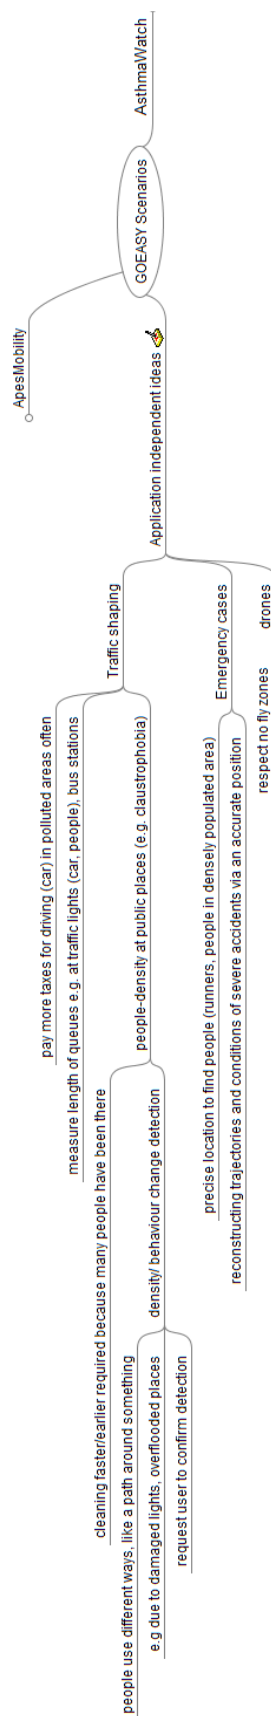 AsthmaWatch
GOEASY Scenarios
ApesMobility
Application independent ideas
Traffic shaping
pay more taxes for driving (car) in polluted areas often
measure length of queues e.g. at traffic lights (car, people), bus stations
people-density at public places (e.g. claustrophobia)
cleaning faster/earlier required because many people have been there
density/ behaviour change detection
people use different ways, like a path around something
e.g due to damaged lights, overflooded places
request user to confirm detection
Emergency cases
precise location to find people (runners, people in densely populated area)
reconstructing trajectories and conditions of severe accidents via an accurate position
drones
respect no fly zones